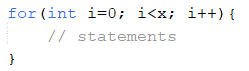 for(int i=0; i<x; i++){
    // statements
}